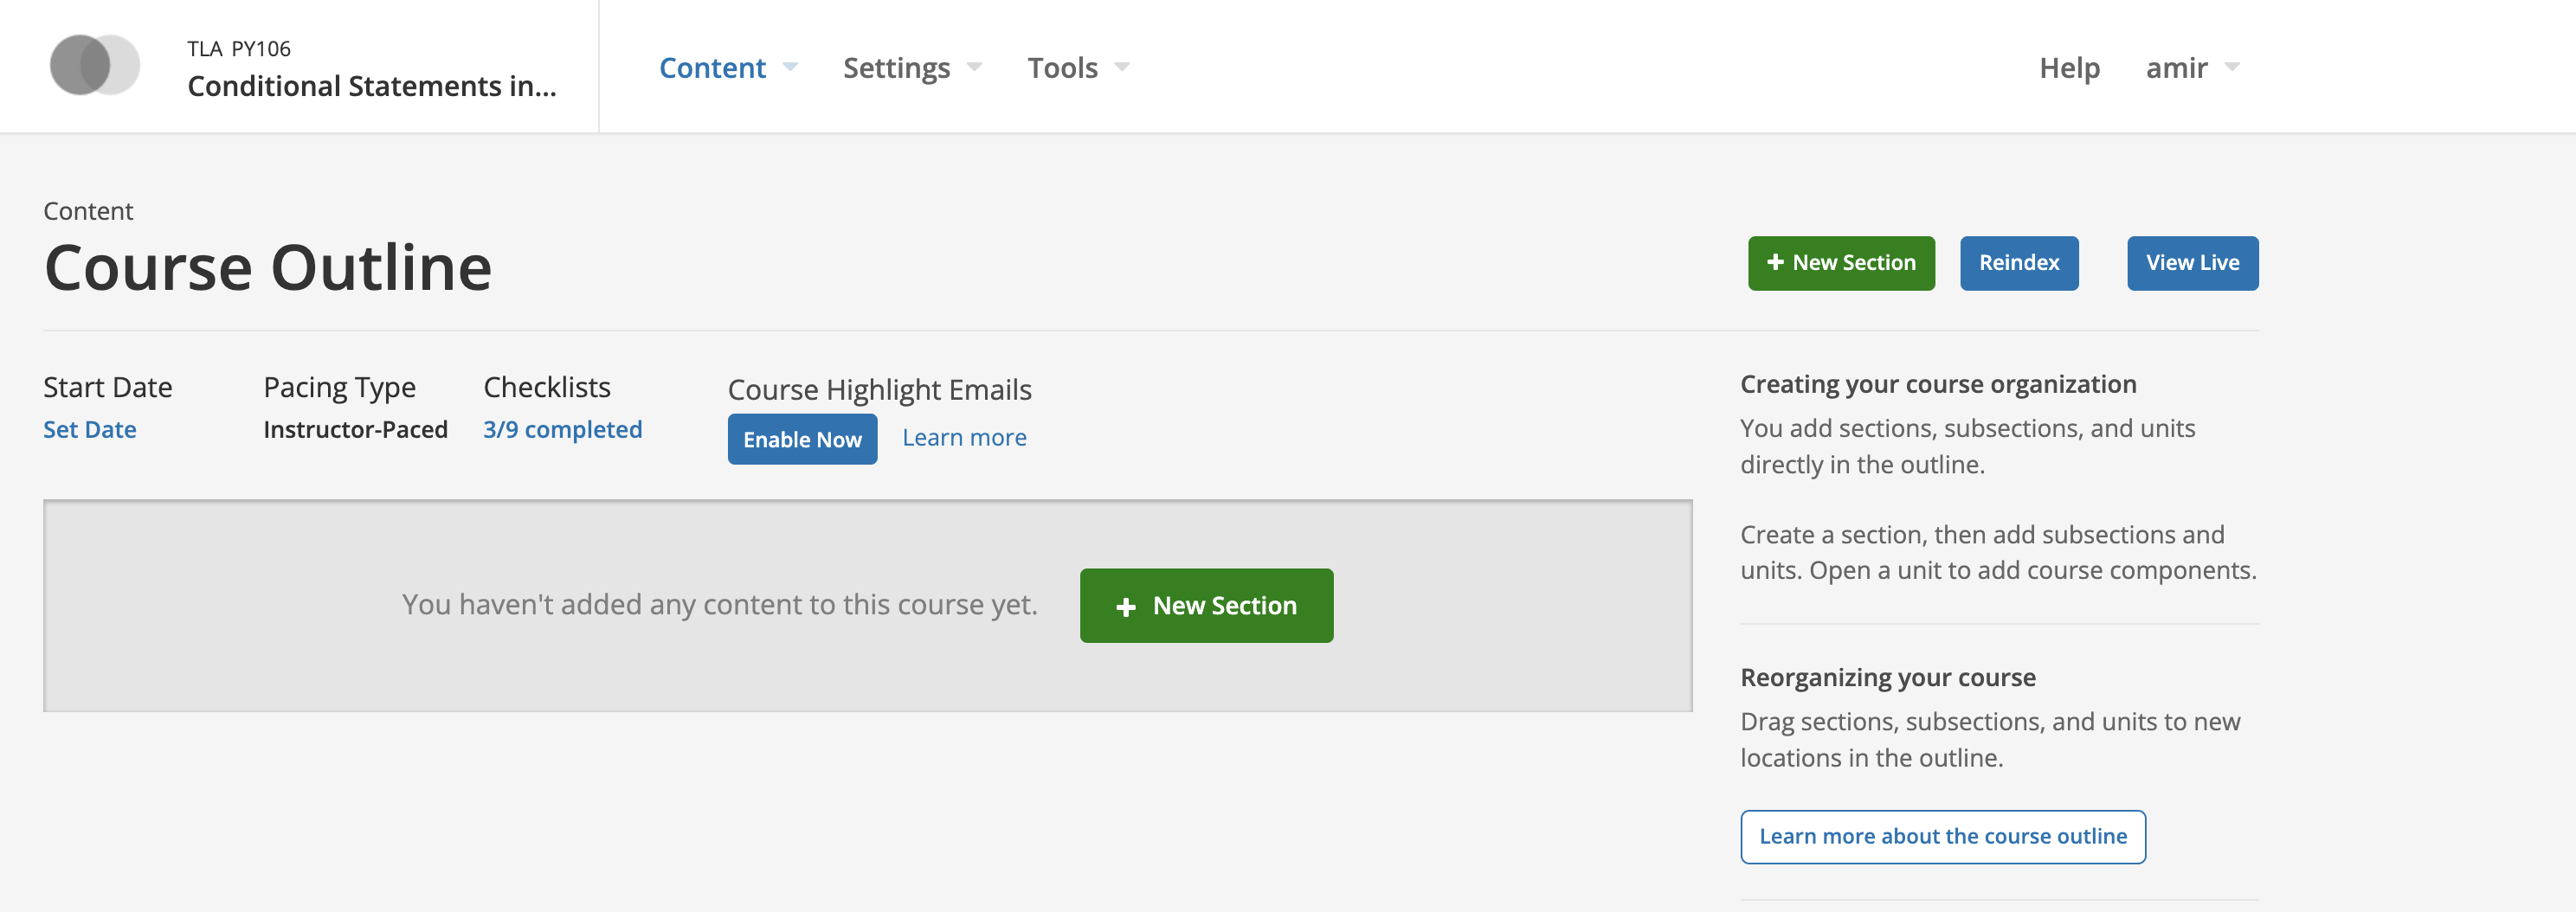 TLA PY106
Conditional Statements in...
Content
Settings
Tools
Help
amir
Content
Course Outline
+ New Section
Reindex
View Live
Start Date
Set Date
Pacing Type
Instructor-Paced
Checklists
3/9 completed
Course Highlight Emails
Enable Now
Learn more
You haven't added any content to this course yet.
+ New Section
Creating your course organization
You add sections, subsections, and units
directly in the outline.
Create a section, then add subsections and
units. Open a unit to add course components.
Reorganizing your course
Drag sections, subsections, and units to new
locations in the outline.
Learn more about the course outline